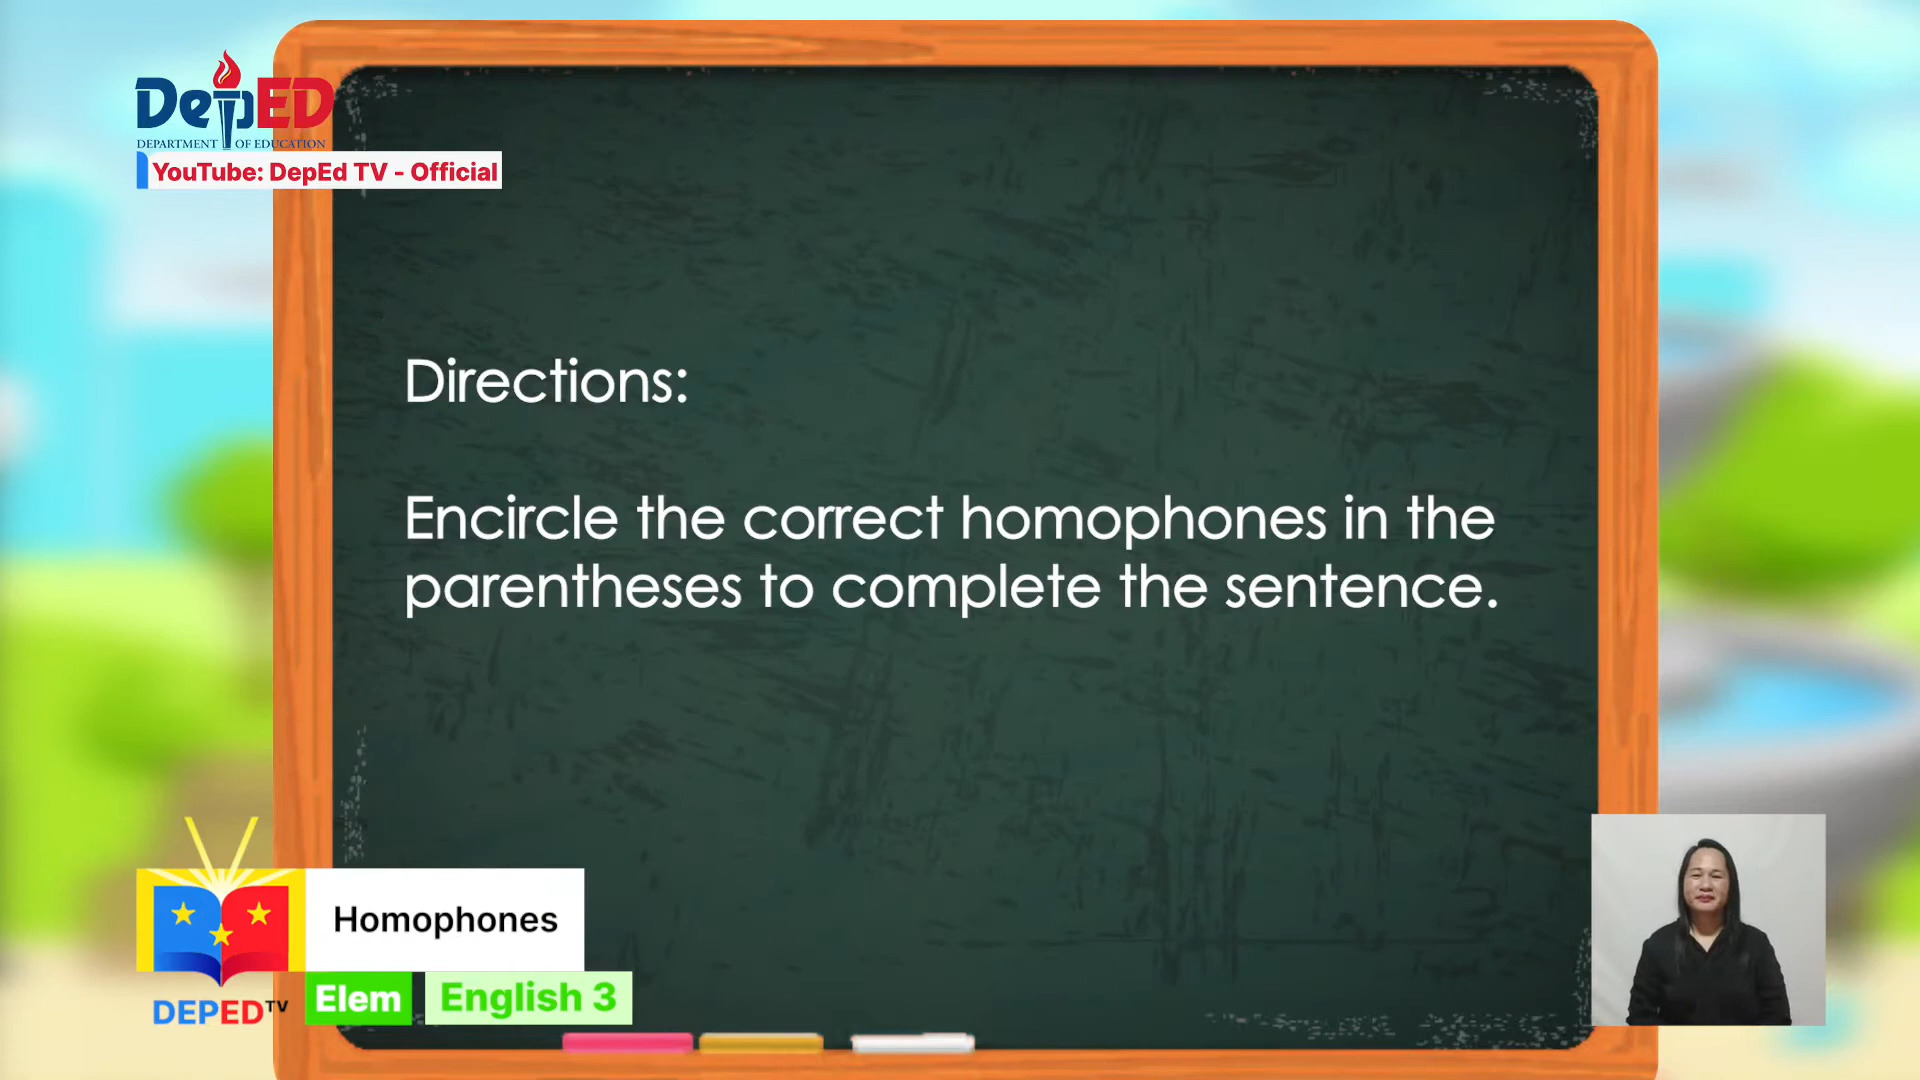 DepED
DEPARTMENT OF EDUCATION
YouTube: DepEd TV - Official
Directions:
Encircle the correct homophones in the
parentheses to complete the sentence.
Homophones
DEPED TV
Elem
English 3